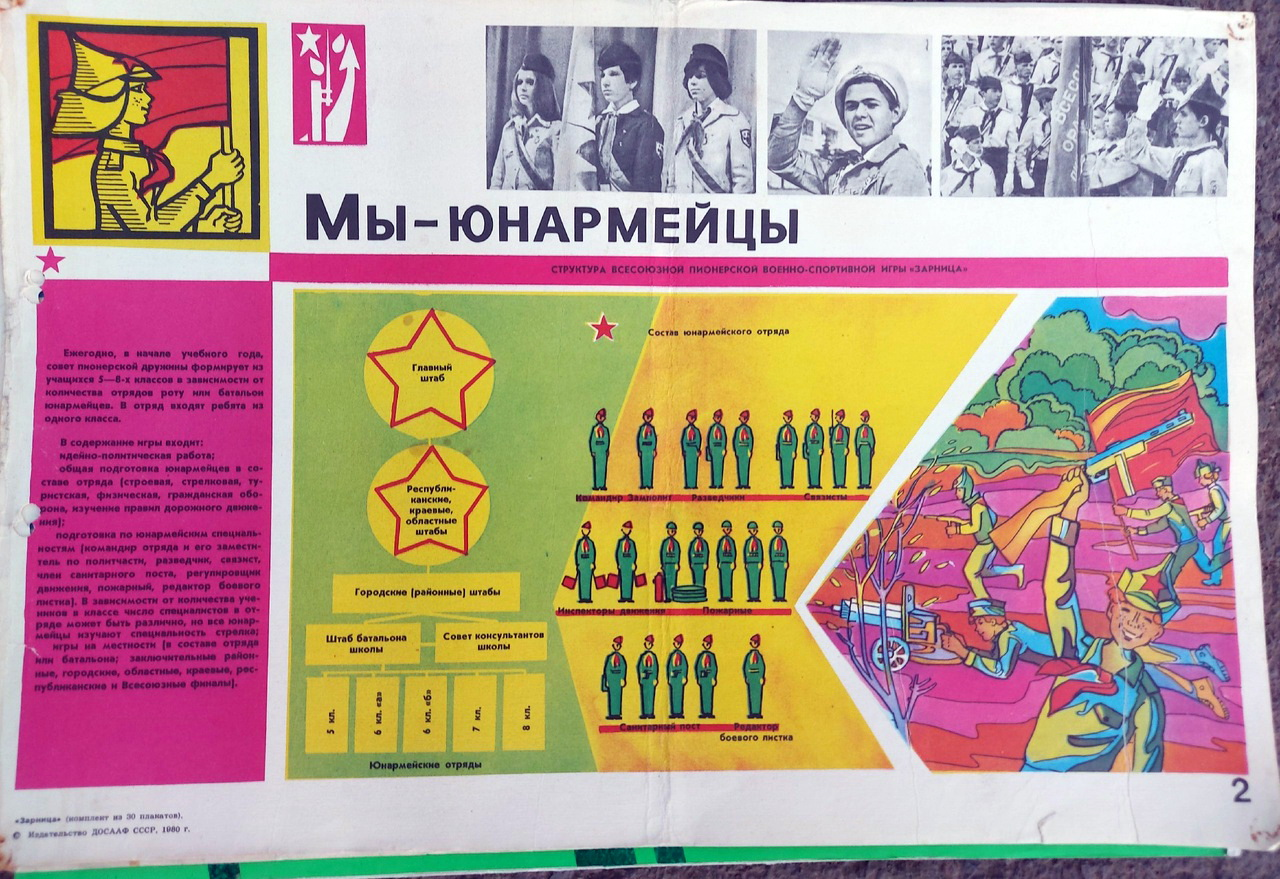 Мы–ЮНАРМЕЙЦЫ
СТРУКТУРА ВСЕСОЮЗНОЙ ПИОНЕРСКОЙ ВОЕННО-СПОРТИВНОЙ ИГРЫ «ЗАРНИЦА»
Ежегодно, в начале учебного года,
совет пионерской дружины формирует из
учащихся 5—8-х классов в зависимости от
количества отрядов роту или батальон
юнармейцев. В отряд входят ребята из
одного класса.
В содержание игры входит:
идейно-политическая работа;
общая подготовка юнармейцев в со-
ставе отряда (строевая, стрелковая, ту-
ристская, физическая, гражданская обо-
рона, изучение правил дорожного движе-
ния);
подготовка по юнармейским специаль-
ностям (командир отряда и его замести-
тель по политчасти, разведчик, связист,
член санитарного поста, регулировщик
движения, пожарный, редактор боевого
листка). В зависимости от количества уче-
ников в классе число специалистов в от-
ряде может быть различно, но все юнар-
мейцы изучают специальность стрелка;
игры на местности (в составе отряда
или батальона; заключительные район-
ные, городские, областные, краевые, рес-
публиканские и Всесоюзные финалы).
Главный
штаб
Республи-
канские,
краевые,
областные
штабы
Городские (районные) штабы
Штаб батальона
школы
Совет консультантов
школы
5 кл.
6 кл. «а»
6 кл. «б»
7 кл.
8 кл.
Юнармейские отряды
Состав юнармейского отряда
Командир Замполит Разведчики Связисты
Инспекторы движения Пожарные
Санитарный пост Редактор
боевого листка
ВСЕСО
2
«Зарница» (комплект из 30 плакатов).
© Издательство ДОСААФ СССР, 1980 г.